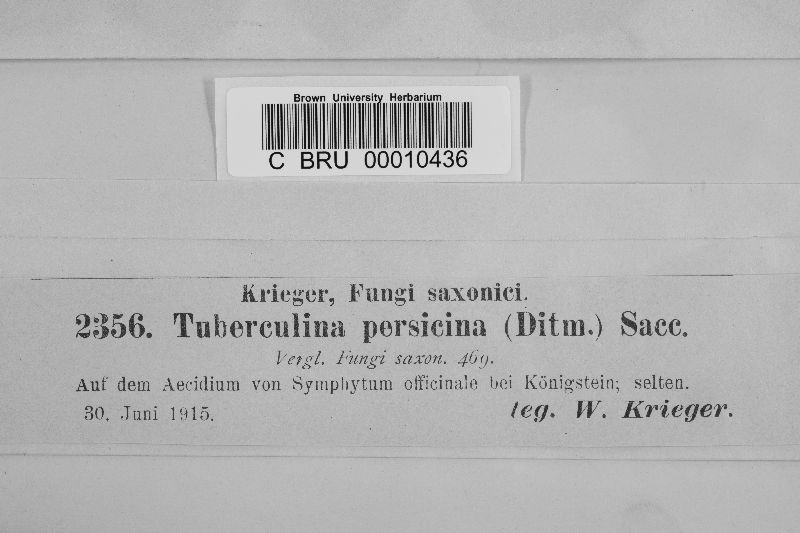 Brown University Herbarium
C BRU 00010436
Krieger, Fungi saxonici.
2356. Tuberculina persicina (Ditm.) Sacc.
Vergl. Fungi saxon. 469.
Auf dem Aecidium von Symphytum officinale bei Königstein; selten.
30. Juni 1915.
leg. W. Krieger.